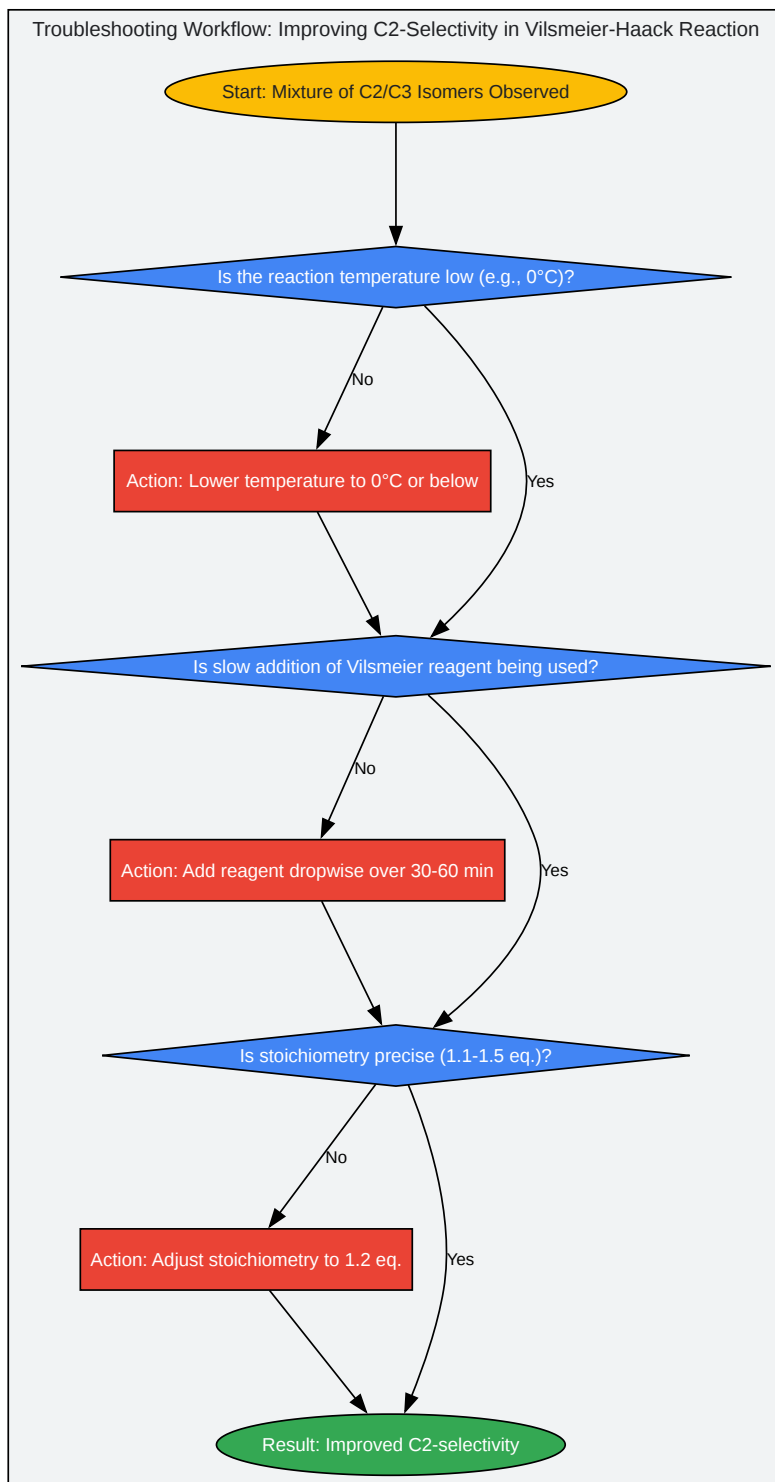 Troubleshooting Workflow: Improving C2-Selectivity in Vilsmeier-Haack Reaction
Start: Mixture of C2/C3 Isomers Observed
Is the reaction temperature low (e.g., 0°C)?
No
Action: Lower temperature to 0°C or below
Yes
Is slow addition of Vilsmeier reagent being used?
No
Action: Add reagent dropwise over 30-60 min
Yes
Is stoichiometry precise (1.1-1.5 eq.)?
No
Action: Adjust stoichiometry to 1.2 eq.
Yes
Result: Improved C2-selectivity